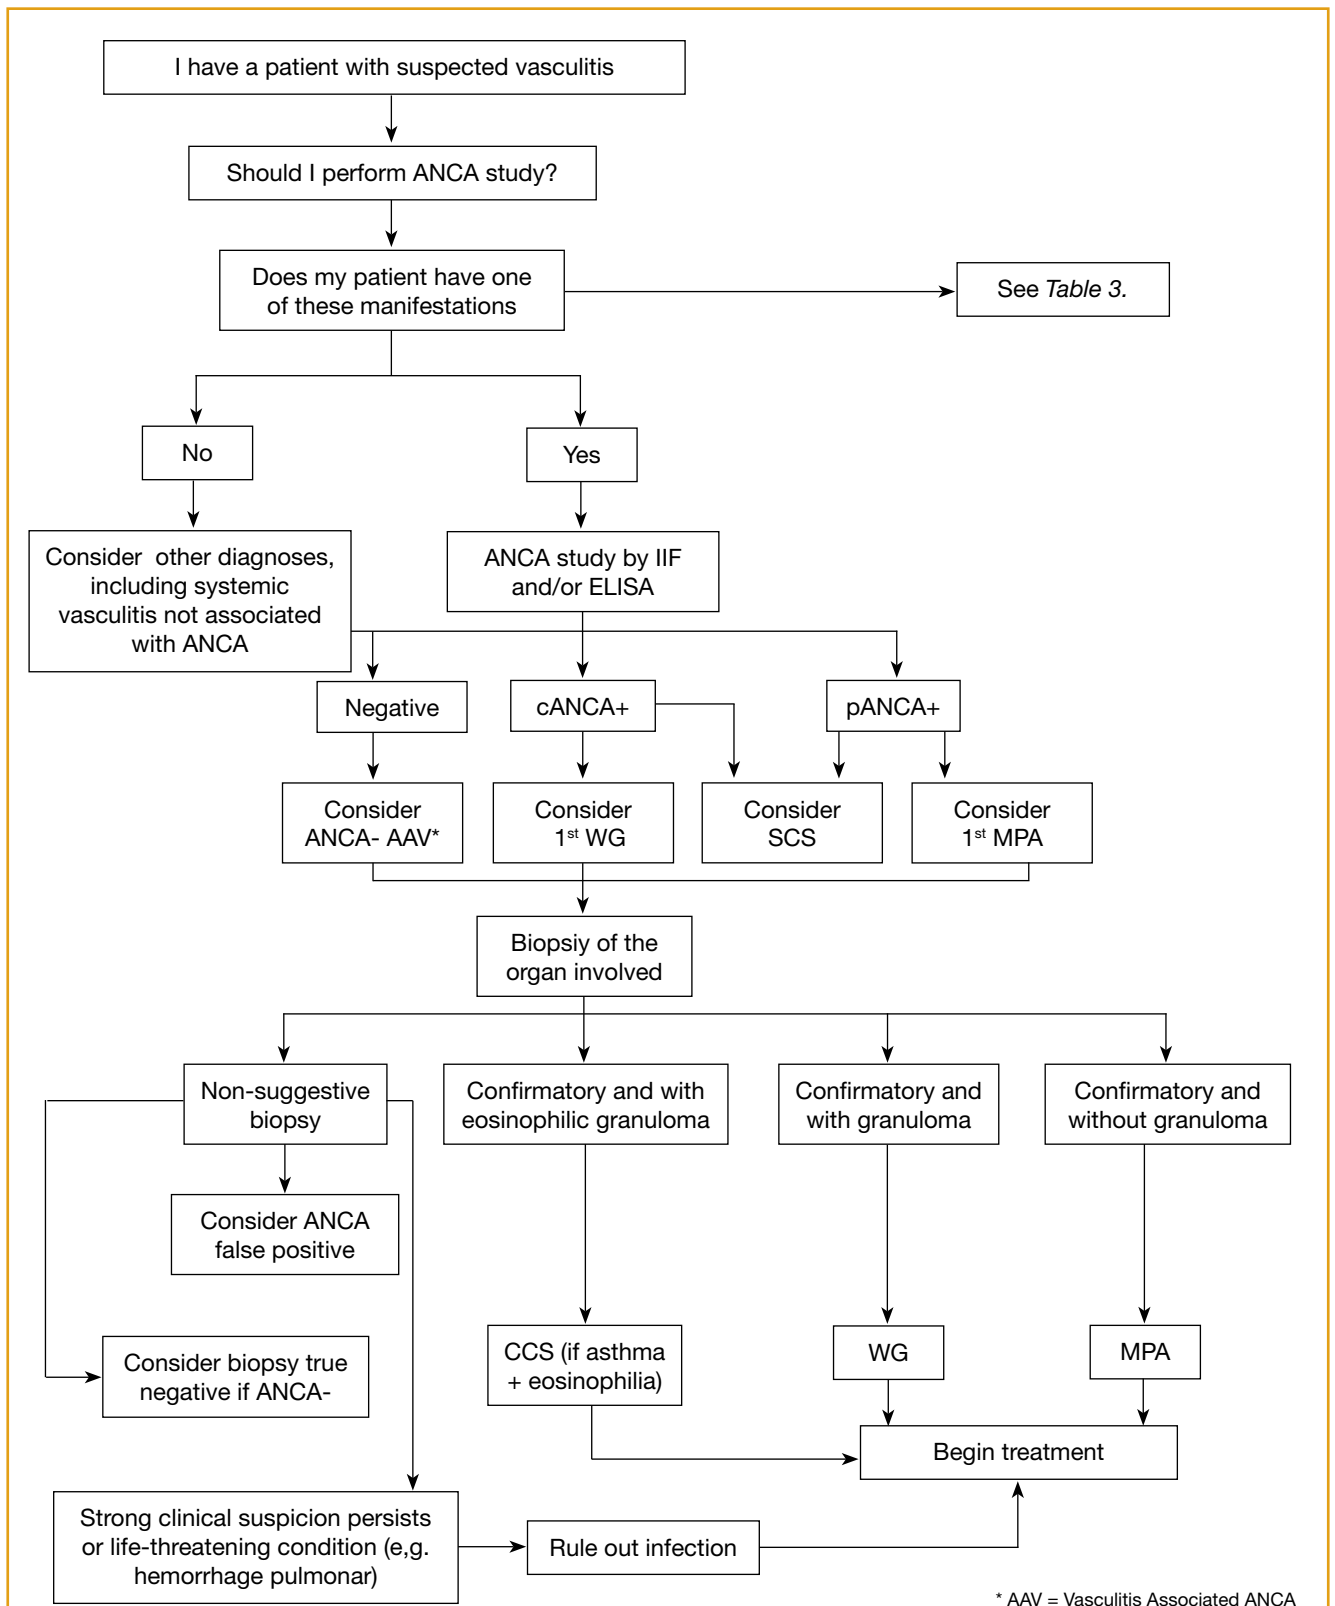 I have a patient with suspected vasculitis
Should I perform ANCA study?
Does my patient have one
of these manifestations
See Table 3.
No
Yes
Consider other diagnoses,
including systemic
vasculitis not associated
with ANCA
ANCA study by IIF
and/or ELISA
Negative
cANCA+
pANCA+
Consider
ANCA- AAV*
Consider
1st WG
Consider
SCS
Consider
1st MPA
Biopsiy of the
organ involved
Non-suggestive
biopsy
Confirmatory and with
eosinophilic granuloma
Confirmatory and
with granuloma
Confirmatory and
without granuloma
Consider ANCA
false positive
Consider biopsy true
negative if ANCA-
CCS (if asthma
+ eosinophilia)
WG
MPA
Begin treatment
Strong clinical suspicion persists
or life-threatening condition (e,g.
hemorrhage pulmonar)
Rule out infection
* AAV = Vasculitis Associated ANCA